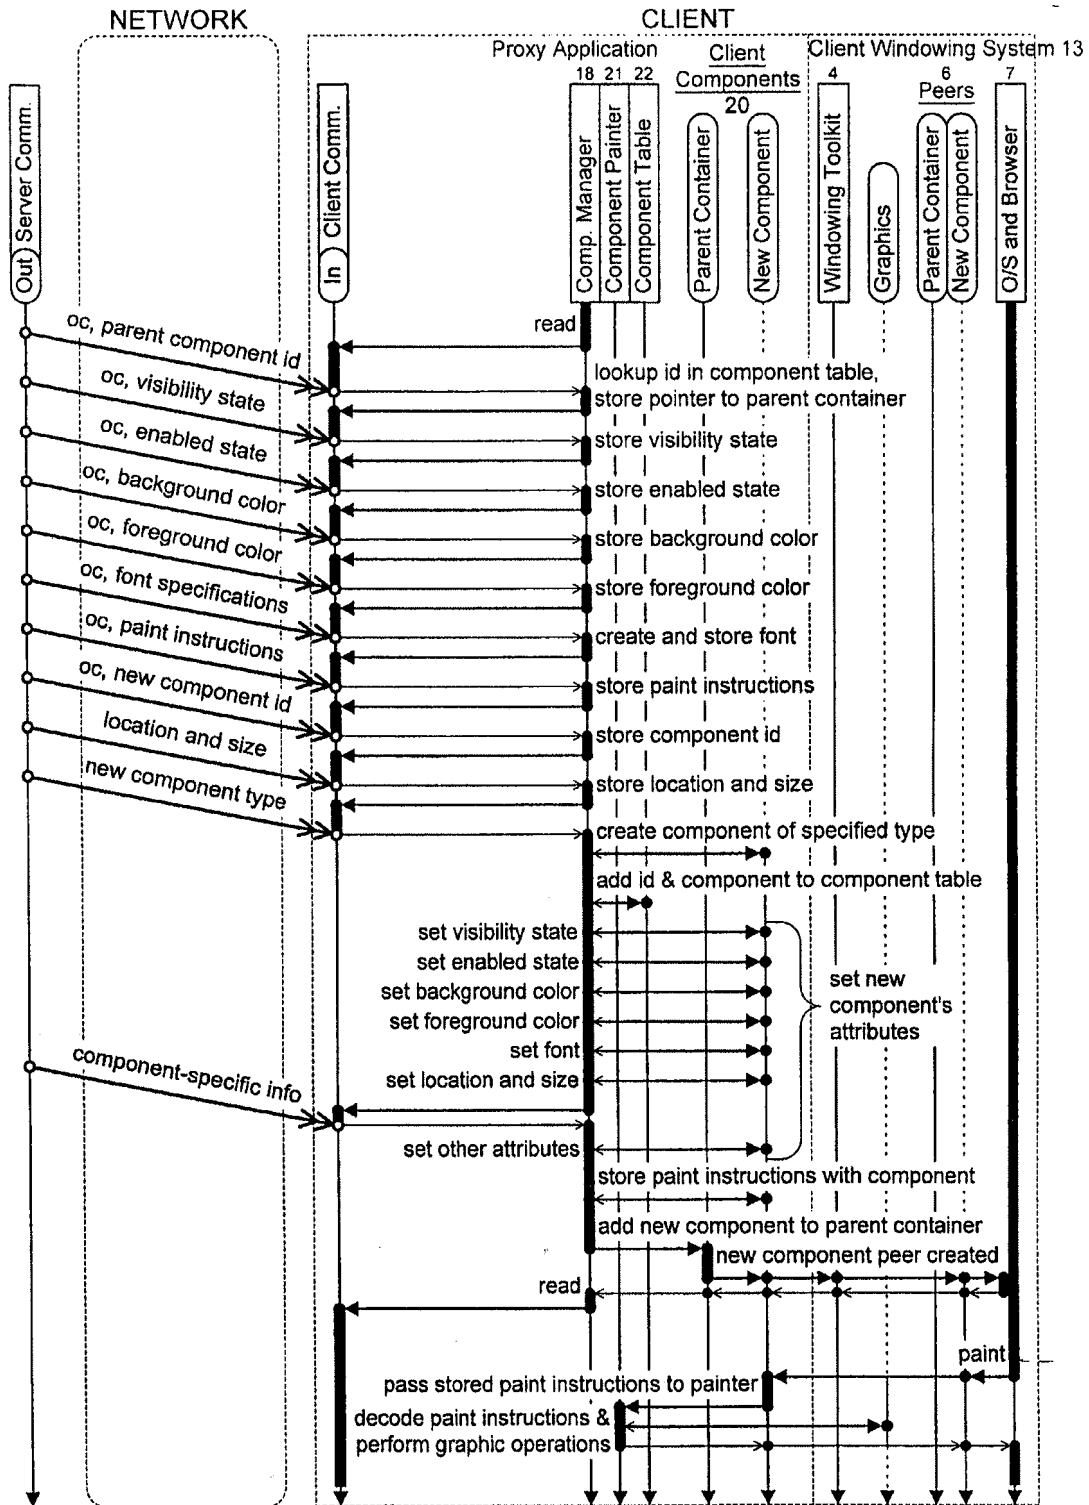 NETWORK
CLIENT
Proxy Application
Client Windowing System 13
18 21 22
Client
Components
20
4
6
Peers
7
Out
Server Comm.
In
Client Comm.
Comp. Manager
Component Painter
Component Table
Parent Container
New Component
Windowing Toolkit
Graphics
Parent Container
New Component
O/S and Browser
read
oc, parent component id
lookup id in component table,
store pointer to parent container
oc, visibility state
store visibility state
oc, enabled state
store enabled state
oc, background color
store background color
oc, foreground color
store foreground color
oc, font specifications
create and store font
oc, paint instructions
store paint instructions
oc, new component id
store component id
location and size
store location and size
new component type
create component of specified type
add id & component to component table
set visibility state
set enabled state
set background color
set foreground color
set font
set location and size
set new
component's
attributes
component-specific info
set other attributes
store paint instructions with component
add new component to parent container
new component peer created
read
paint
pass stored paint instructions to painter
decode paint instructions &
perform graphic operations